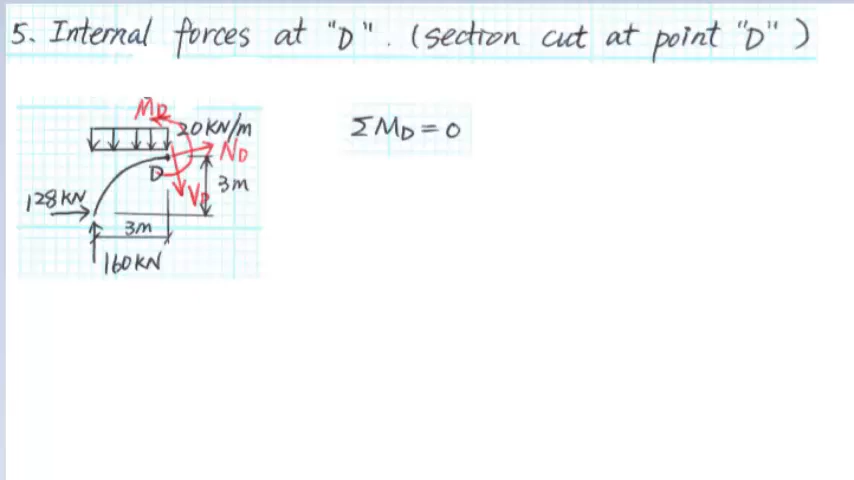 5. Internal forces at "D". (section cut at point "D")
MD
20KN/m
ΣMD=0
ND
D
3m
VD
128KN
3m
160KN